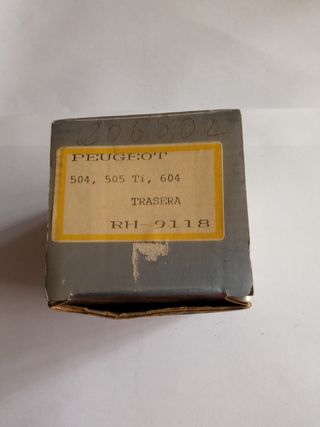 206802
PEUGEOT
504, 505 Ti, 604
TRASERA
RH-9118